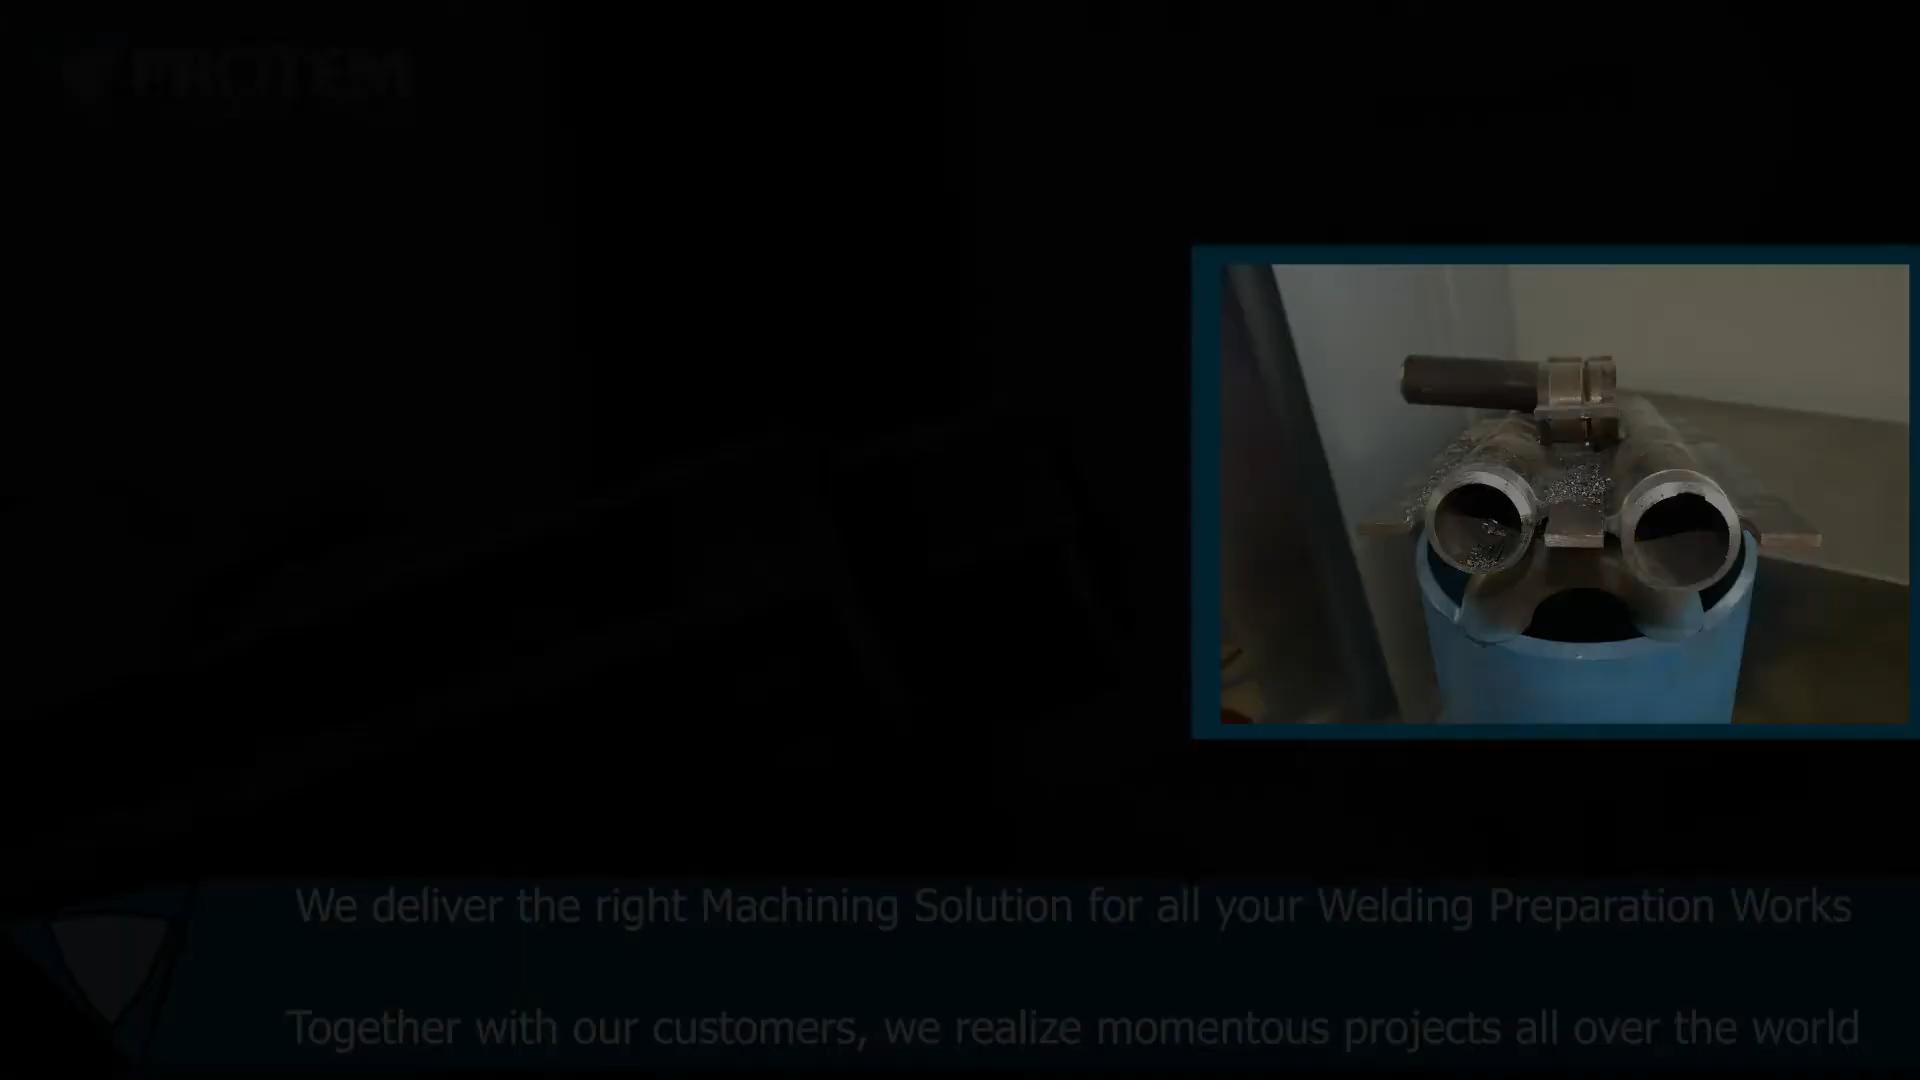 PROTEM
We deliver the right Machining Solution for all your Welding Preparation Works
Together with our customers, we realize momentous projects all over the world